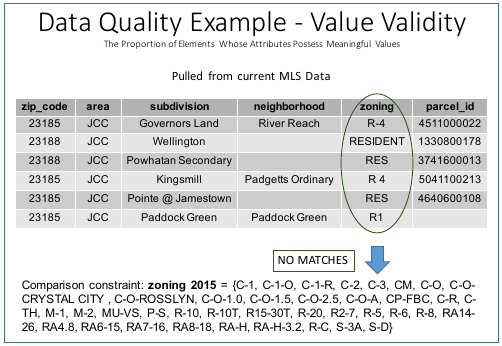 Data Quality Example - Value Validity
The Proportion of Elements Whose Attributes Possess Meaningful Values
Pulled from current MLS Data
zip_code area subdivision neighborhood zoning parcel_id
23185 JCC Governors Land River Reach R-4 4511000022
23188 JCC Wellington RESIDENT 1330800178
23188 JCC Powhatan Secondary RES 3741600013
23185 JCC Kingsmill Padgetts Ordinary R 4 5041100213
23185 JCC Pointe @ Jamestown RES 4640600108
23185 JCC Paddock Green Paddock Green R1
NO MATCHES
Comparison constraint: zoning 2015 = {C-1, C-1-O, C-1-R, C-2, C-3, CM, C-O, C-O-
CRYSTAL CITY , C-O-ROSSLYN, C-O-1.0, C-O-1.5, C-O-2.5, C-O-A, CP-FBC, C-R, C-
TH, M-1, M-2, MU-VS, P-S, R-10, R-10T, R15-30T, R-20, R2-7, R-5, R-6, R-8, RA14-
26, RA4.8, RA6-15, RA7-16, RA8-18, RA-H, RA-H-3.2, R-C, S-3A, S-D}